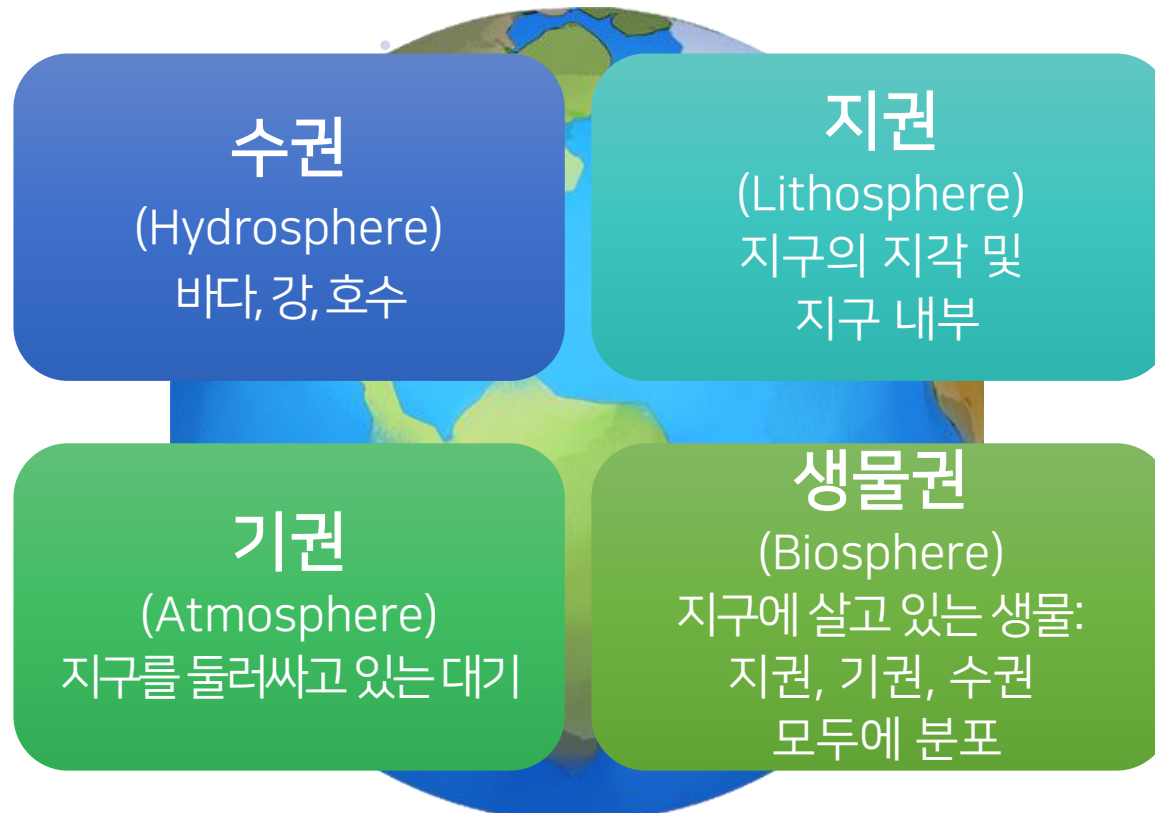 수권
(Hydrosphere)
바다, 강, 호수
지권
(Lithosphere)
지구의 지각 및
지구 내부
기권
(Atmosphere)
지구를 둘러싸고 있는 대기
생물권
(Biosphere)
지구에 살고 있는 생물:
지권, 기권, 수권
모두에 분포